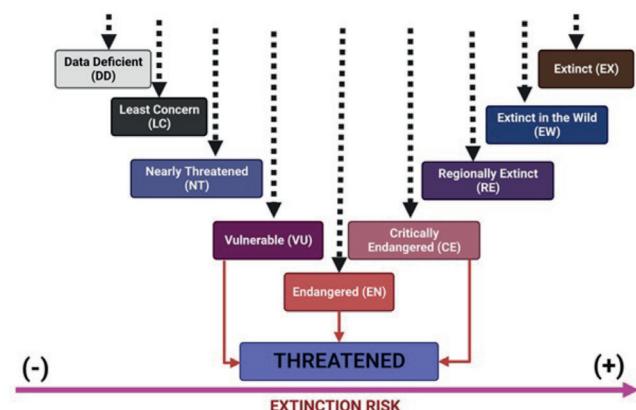 Data Deficient
(DD)
Extinct (EX)
Least Concern
(LC)
Extinct in the Wild
(EW)
Nearly Threatened
(NT)
Regionally Extinct
(RE)
Vulnerable (VU)
Critically
Endangered (CE)
Endangered (EN)
THREATENED
(-)
(+)
EXTINCTION RISK